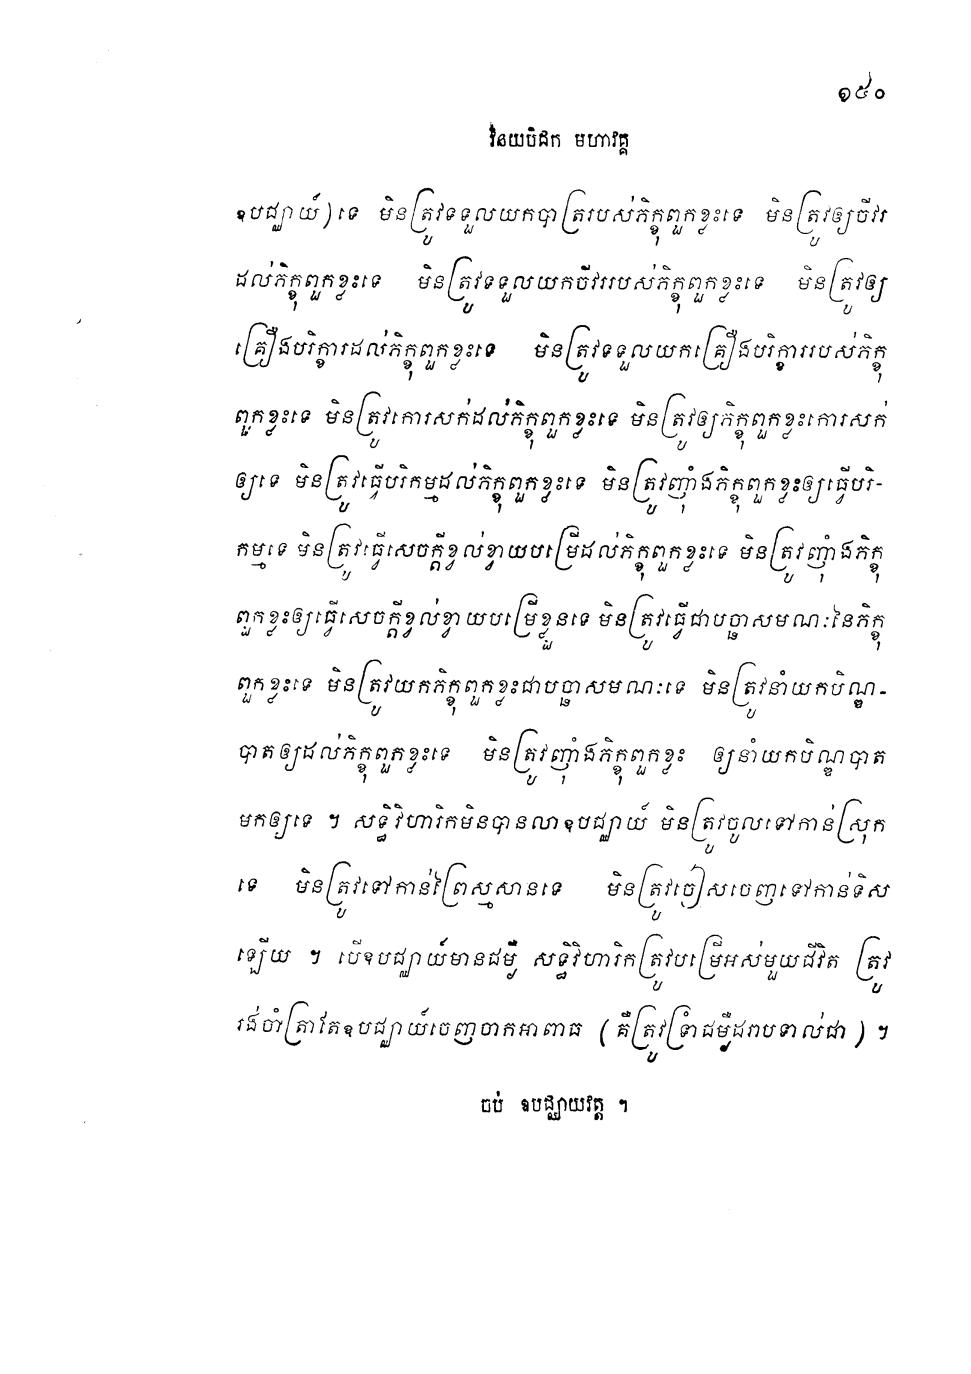 ១៥០
វិនយបិដក មហាវគ្គ
ឧបជ្ឈាយ៍) ទេ មិនត្រូវទទួលយកបាត្ររបស់ភិក្ខុពួកខ្លះទេ មិនត្រូវឲ្យចីវរ
ដល់ភិក្ខុពួកខ្លះទេ មិនត្រូវទទួលយកចីវររបស់ភិក្ខុពួកខ្លះទេ មិនត្រូវឲ្យ
គ្រឿងបរិក្ខារដល់ភិក្ខុពួកខ្លះទេ មិនត្រូវទទួលយកគ្រឿងបរិក្ខាររបស់ភិក្ខុ
ពួកខ្លះទេ មិនត្រូវកោរសក់ដល់ភិក្ខុពួកខ្លះទេ មិនត្រូវឲ្យភិក្ខុពួកខ្លះកោរសក់
ឲ្យទេ មិនត្រូវធ្វើបរិកម្មដល់ភិក្ខុពួកខ្លះទេ មិនត្រូវញ៉ាំងភិក្ខុពួកខ្លះឲ្យធ្វើបរិ-
កម្មទេ មិនត្រូវធ្វើសេចក្តីខ្វល់ខ្វាយបម្រើដល់ភិក្ខុពួកខ្លះទេ មិនត្រូវញ៉ាំងភិក្ខុ
ពួកខ្លះឲ្យធ្វើសេចក្តីខ្វល់ខ្វាយបម្រើខ្លួនទេ មិនត្រូវធ្វើជាបច្ឆាសមណៈនៃភិក្ខុ
ពួកខ្លះទេ មិនត្រូវយកភិក្ខុពួកខ្លះជាបច្ឆាសមណៈទេ មិនត្រូវនាំយកបិណ្ឌ-
បាតឲ្យដល់ភិក្ខុពួកខ្លះទេ មិនត្រូវញ៉ាំងភិក្ខុពួកខ្លះ ឲ្យនាំយកបិណ្ឌបាត
មកឲ្យទេ ។ សទ្ធិវិហារិកមិនបានលាឧបជ្ឈាយ៍ មិនត្រូវចូលទៅកាន់ស្រុក
ទេ មិនត្រូវទៅកាន់ព្រៃស្មសានទេ មិនត្រូវចៀសចេញទៅកាន់ទិស
ឡើយ ។ បើឧបជ្ឈាយ៍មានជម្ងឺ សទ្ធិវិហារិកត្រូវបម្រើអស់មួយជីវិត ត្រូវ
រង់ចាំត្រាតែឧបជ្ឈាយ៍ចេញចាកអាពាធ (គឺត្រូវទ្រាំជម្ងឺដរាបទាល់ជា) ។
ចប់ ឧបជ្ឈាយវត្ត ។